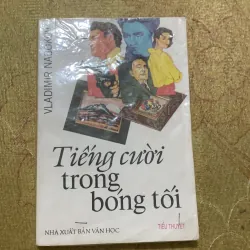 VLADIMIR NABOKOV
Tiếng cười
trong
bóng tối
TIỂU THUYẾT
NHÀ XUẤT BẢN VĂN HỌC